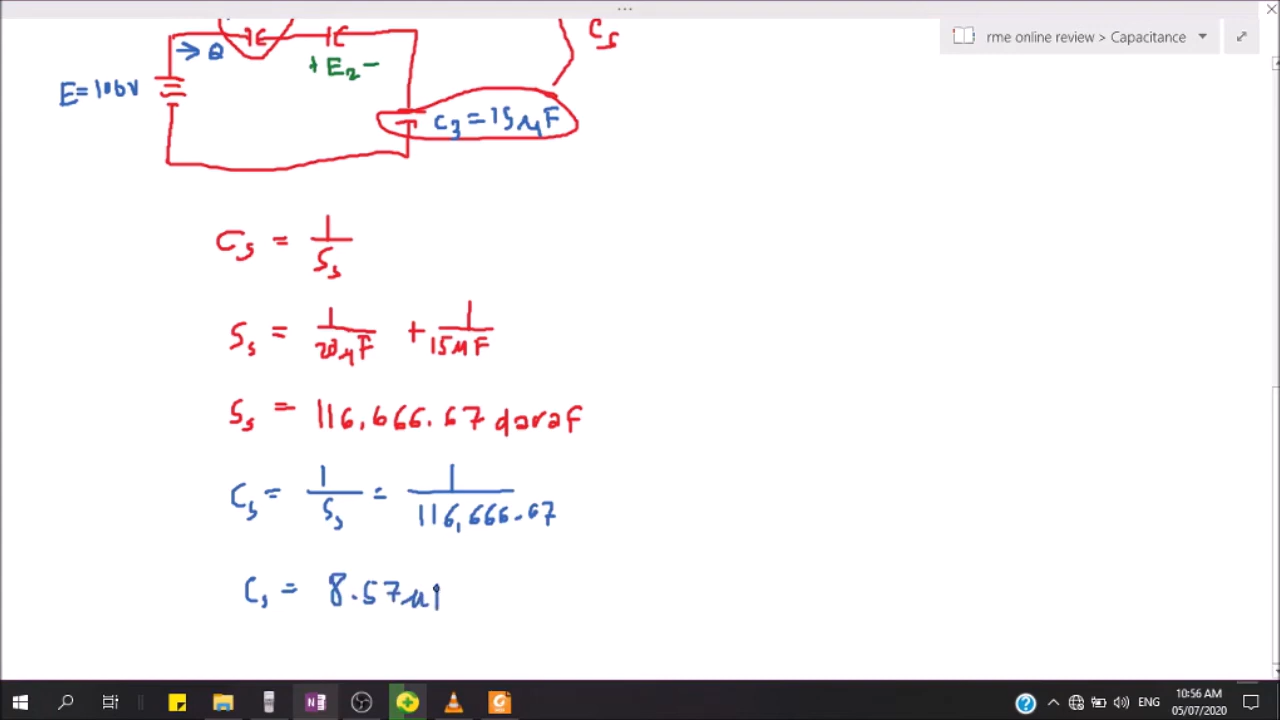 ...
rme online review > Capacitance
Cs
→ Q
+ E2 −
E = 106V
C3 = 15μF
Cs = 1/Ss
Ss = 1/20μF + 1/15μF
Ss = 116,666.67 daraf
Cs = 1/Ss = 1/116,666.67
Cs = 8.57μ
ENG
10:56 AM
05/07/2020